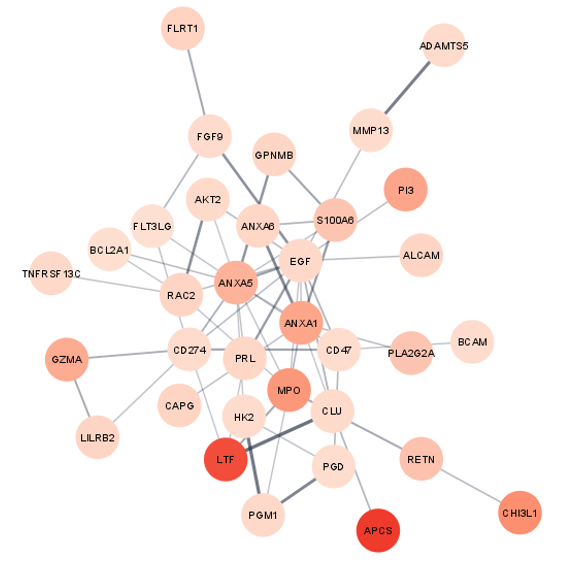 FLRT1
ADAMTS5
MMP13
FGF9
GPNMB
PI3
AKT2
S100A6
FLT3LG
ANXA6
BCL2A1
ALCAM
EGF
TNFRSF13C
ANXA5
RAC2
ANXA1
BCAM
CD274
CD47
PLA2G2A
GZMA
PRL
MPO
CAPG
CLU
HK2
LILRB2
LTF
RETN
PGD
PGM1
CHI3L1
APCS